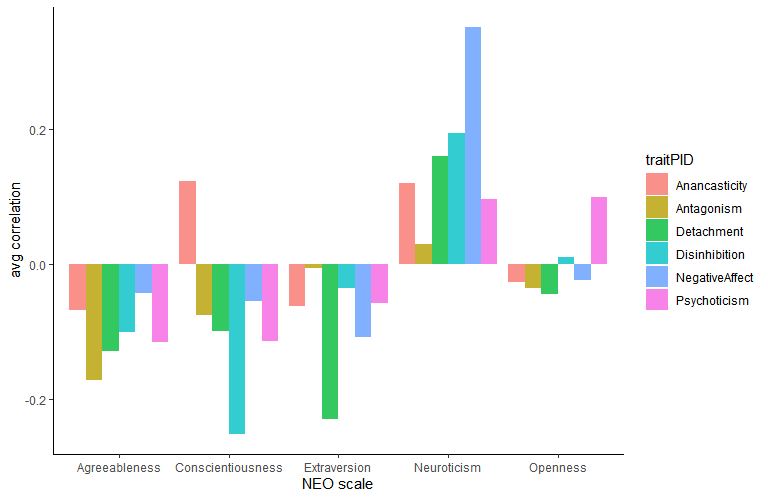 avg correlation
0.2
0.0
-0.2
Agreeableness Conscientiousness Extraversion Neuroticism Openness
NEO scale
traitPID
Anancasticity
Antagonism
Detachment
Disinhibition
NegativeAffect
Psychoticism